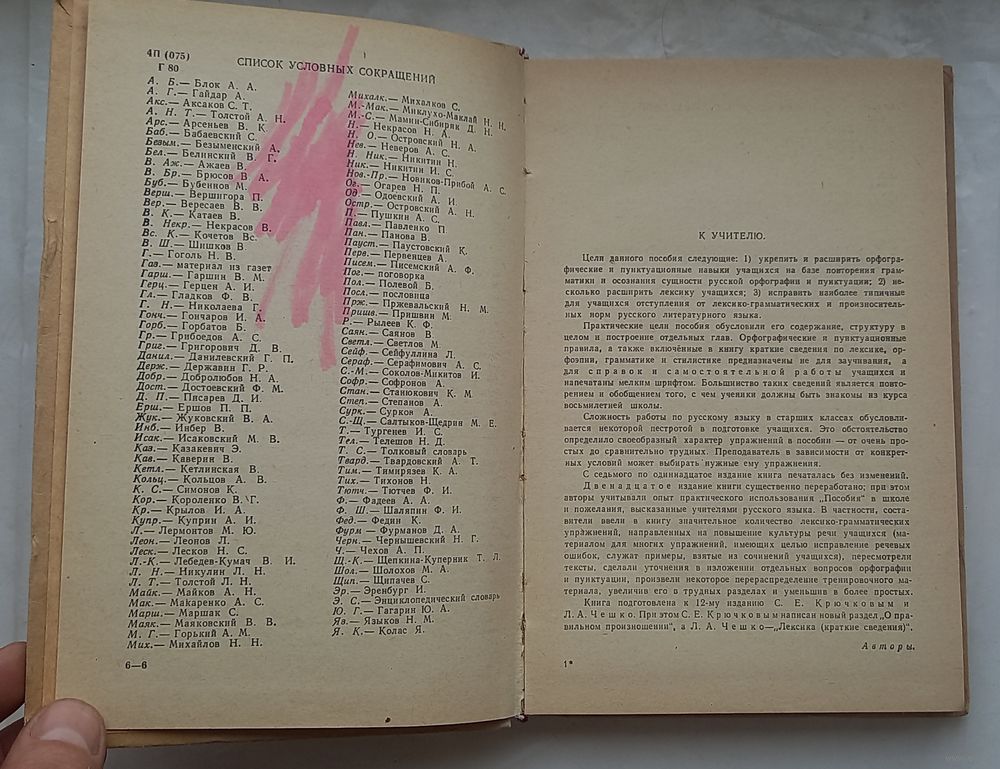 4П (075)
Г 80
СПИСОК УСЛОВНЫХ СОКРАЩЕНИЙ
А. Б.— Блок А. А.
А. Г.— Гайдар А.
Акс.— Аксаков С. Т.
А. Н. Т.— Толстой А. Н.
Арс.— Арсеньев В. К.
Баб.— Бабаевский С.
Безым.— Безыменский А.
Бел.— Белинский В. Г.
В. Аж.— Ажаев В.
В. Бр.— Брюсов В. А.
Буб.— Бубеннов М.
Верш.— Вершигора П.
Вер.— Вересаев В. В.
В. К.— Катаев В.
В. Некр.— Некрасов В.
Вс. К.— Кочетов Вс.
В. Ш.— Шишков В
Г.— Гоголь Н. В.
Газ.— материал из газет
Гарш.— Гаршин В. М.
Герц.— Герцен А. И.
Гл.— Гладков Ф. В.
Г. Н.— Николаева Г.
Гонч.— Гончаров И. А.
Горб.— Горбатов Б.
Гр.— Грибоедов А. С.
Григ.— Григорович Д. В.
Данил.— Данилевский Г. П.
Держ.— Державин Г. Р.
Добр.— Добролюбов Н. А.
Дост.— Достоевский Ф. М.
Д. П.— Писарев Д. И.
Ерш.— Ершов П. П.
Жук.— Жуковский В. А.
Инб.— Инбер В.
Исак.— Исаковский М. В.
Каз.— Казакевич Э.
Кав.— Каверин В.
Кетл.— Кетлинская В.
Кольц.— Кольцов А. В.
К. С.— Симонов К.
Кор.— Короленко В. Г.
Кр.— Крылов И. А.
Купр.— Куприн А. И.
Л.— Лермонтов М. Ю.
Леон.— Леонов Л.
Леск.— Лесков Н. С.
Л.-К.— Лебедев-Кумач В. И.
Л. Н.— Никулин Л. Н.
Л. Т.— Толстой Л. Н.
Майк.— Майков А. Н.
Мак.— Макаренко А. С.
Марш.— Маршак С.
Маяк.— Маяковский В. В.
М. Г.— Горький А. М.
Мих.— Михайлов Н. Н.
6—6
Михалк.— Михалков С.
М.-Мак.— Миклухо-Маклай Н. Н.
М.-С.— Мамин-Сибиряк Д. Н.
Н.— Некрасов Н. А.
Н. О.— Островский Н. А.
Нев.— Неверов А. С.
Н. Ник.— Никитин Н.
Ник.— Никитин И. С.
Нов.-Пр.— Новиков-Прибой А. С.
Ог.— Огарев Н. П.
Од.— Одоевский А. И.
Остр.— Островский А. Н.
П.— Пушкин А. С.
Павл.— Павленко П
Пан.— Панова В.
Пауст.— Паустовский К.
Перв.— Первенцев А.
Писем.— Писемский А. Ф.
Пог.— поговорка
Пол.— Полевой Б.
Посл.— пословица
Прж.— Пржевальский Н. М.
Пришв.— Пришвин М.
Р.— Рылеев К. Ф.
Саян.— Саянов В.
Светл.— Светлов М.
Сейф.— Сейфуллина Л.
Сераф.— Серафимович А. С.
С.-М.— Соколов-Микитов И.
Софр.— Софронов А.
Стан.— Станюкович К. М.
Степ.— Степанов А.
Сурк.— Сурков А.
С.-Щ.— Салтыков-Щедрин М. Е.
Т.— Тургенев И. С.
Тел.— Телешов Н. Д.
Т. С.— Толковый словарь
Твард.— Твардовский А. Т.
Тим.— Тимирязев К. А.
Тих.— Тихонов Н.
Тютч.— Тютчев Ф. И.
Ф.— Фадеев А. А.
Ф. Ш.— Шаляпин Ф. И.
Фед.— Федин К.
Фурм.— Фурманов Д. А.
Черн.— Чернышевский Н. Г.
Ч.— Чехов А. П.
Щ.-К.— Щепкина-Куперник Т. Л.
Шол.— Шолохов М. А.
Щип.— Щипачев С.
Эр.— Эренбург И.
Э. С.— Энциклопедический словарь
Ю. Г.— Гагарин Ю. А.
Яв.— Языков Н. М.
Я. К.— Колас Я.
К УЧИТЕЛЮ.
Цели данного пособия следующие: 1) укрепить и расширить орфогра-
фические и пунктуационные навыки учащихся на базе повторения грам-
матики и осознания сущности русской орфографии и пунктуации; 2) не-
сколько расширить лексику учащихся; 3) исправить наиболее типичные
для учащихся отступления от лексико-грамматических и произноситель-
ных норм русского литературного языка.
Практические цели пособия обусловили его содержание, структуру в
целом и построение отдельных глав. Орфографические и пунктуационные
правила, а также включённые в книгу краткие сведения по лексике, ор-
фоэпии, грамматике и стилистике предназначены не для заучивания, а
для справок и самостоятельной работы учащихся и
напечатаны мелким шрифтом. Большинство таких сведений является повто-
рением и обобщением того, с чем ученики должны быть знакомы из курса
восьмилетней школы.
Сложность работы по русскому языку в старших классах обусловли-
вается некоторой пестротой в подготовке учащихся. Это обстоятельство
определило своеобразный характер упражнений в пособии — от очень про-
стых до сравнительно трудных. Преподаватель в зависимости от конкрет-
ных условий может выбирать нужные ему упражнения.
С седьмого по одиннадцатое издание книга печаталась без изменений.
Двенадцатое издание книги существенно переработано; при этом
авторы учитывали опыт практического использования „Пособия“ в школе
и пожелания, высказанные учителями русского языка. В частности, соста-
вители ввели в книгу значительное количество лексико-грамматических
упражнений, направленных на повышение культуры речи учащихся (ма-
териалом для многих упражнений, имеющих целью исправление речевых
ошибок, служат примеры, взятые из сочинений учащихся), пересмотрели
тексты, сделали уточнения в изложении отдельных вопросов орфографии
и пунктуации, произвели некоторое перераспределение тренировочного ма-
териала, увеличив его в трудных разделах и уменьшив в более простых.
Книга подготовлена к 12-му изданию С. Е. Крючковым и
Л. А. Чешко. При этом С. Е. Крючковым написан новый раздел „О пра-
вильном произношении“, а Л. А. Чешко—„Лексика (краткие сведения)“.
Авторы.
1*